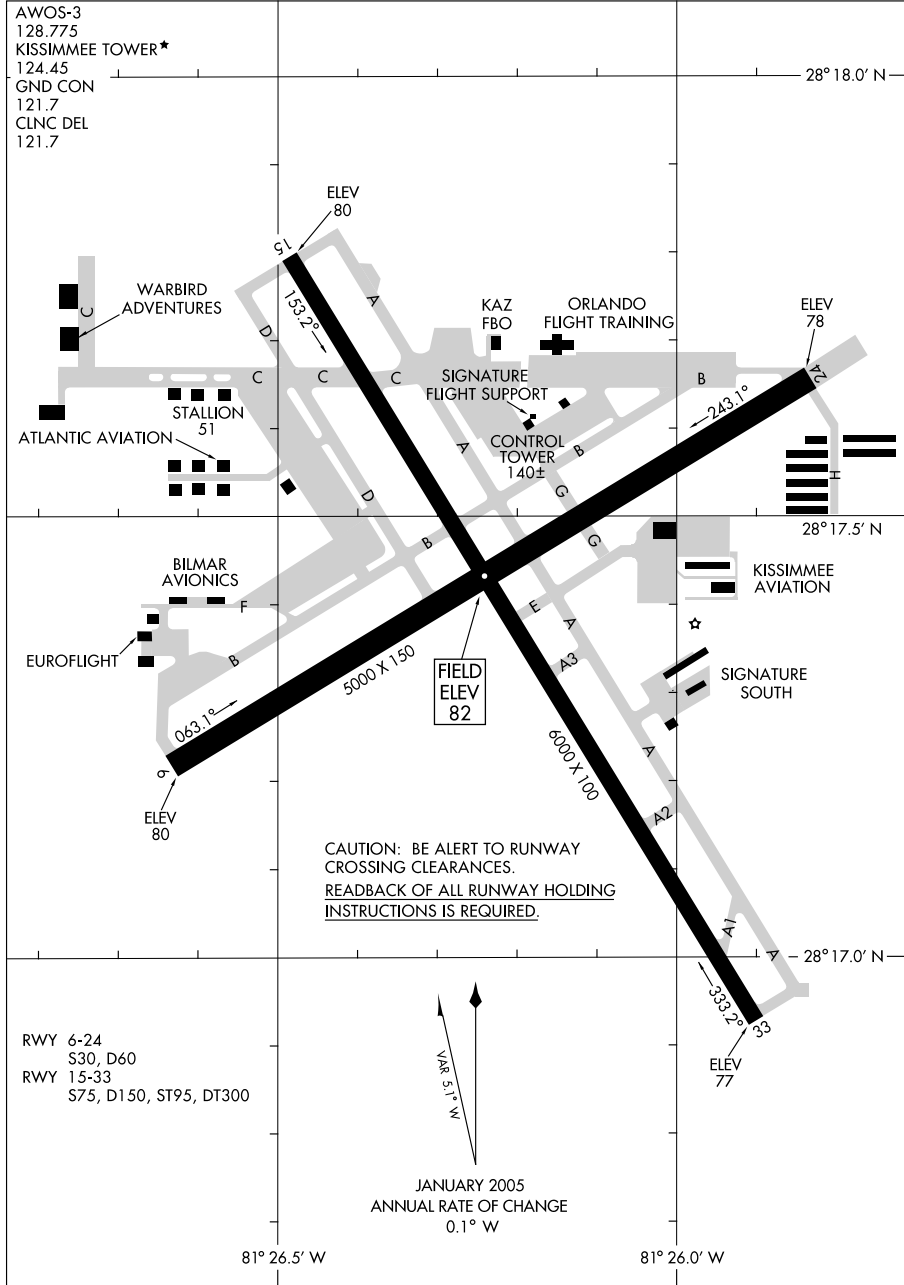 AWOS-3
128.775
KISSIMMEE TOWER★
124.45
GND CON
121.7
CLNC DEL
121.7
28° 18.0' N
ELEV
80
15
153.2°
A
WARBIRD
ADVENTURES
C
D
KAZ
FBO
ORLANDO
FLIGHT TRAINING
ELEV
78
24
C
C
C
B
SIGNATURE
FLIGHT SUPPORT
243.1°
STALLION
51
ATLANTIC AVIATION
A
CONTROL
TOWER
140±
B
H
D
G
28° 17.5' N
B
G
BILMAR
AVIONICS
KISSIMMEE
AVIATION
F
E
A
EUROFLIGHT
B
A3
5000 X 150
FIELD
ELEV
82
SIGNATURE
SOUTH
063.1°
6
6000 X 100
A
ELEV
80
A2
CAUTION: BE ALERT TO RUNWAY
CROSSING CLEARANCES.
READBACK OF ALL RUNWAY HOLDING
INSTRUCTIONS IS REQUIRED.
A1
A
28° 17.0' N
333.2°
33
ELEV
77
RWY 6-24
S30, D60
RWY 15-33
S75, D150, ST95, DT300
VAR 5.1° W
JANUARY 2005
ANNUAL RATE OF CHANGE
0.1° W
81° 26.5' W
81° 26.0' W